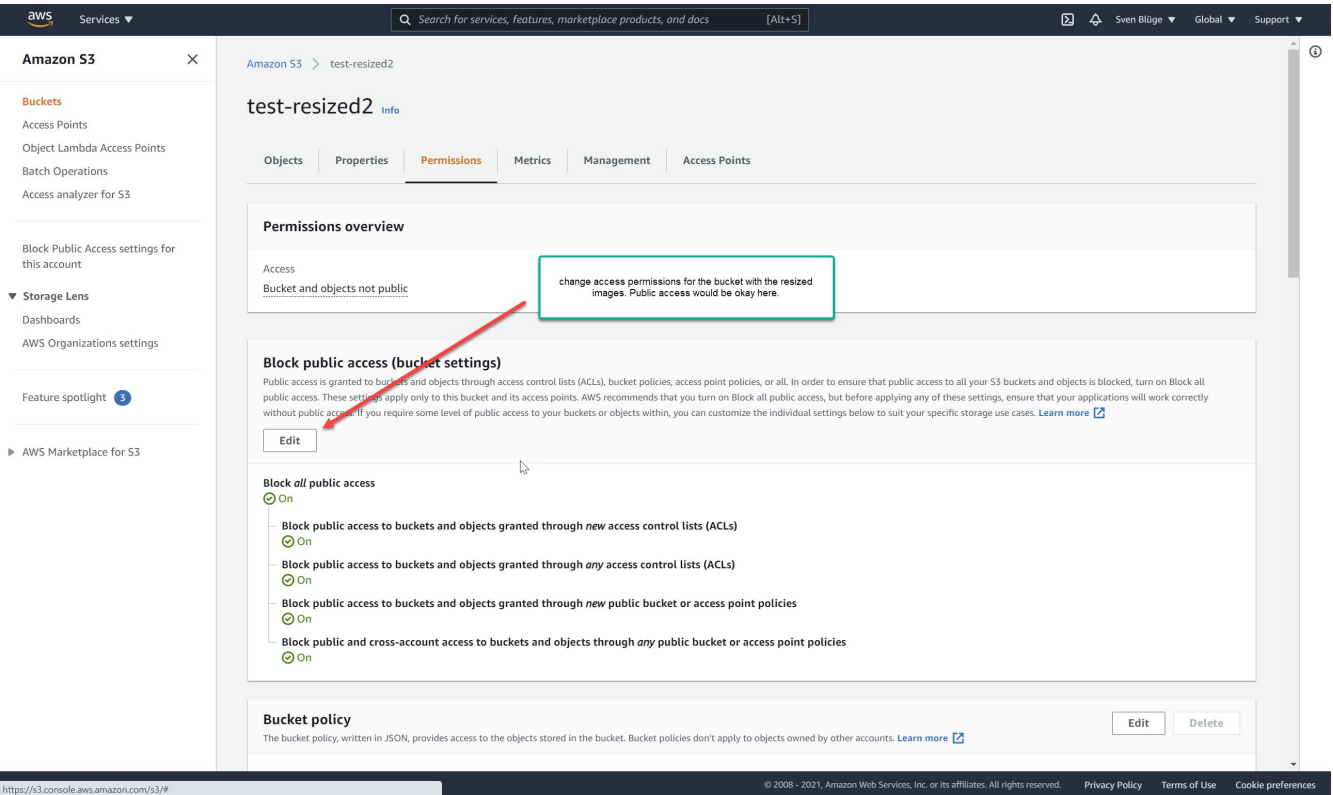 aws
Services ▼
Search for services, features, marketplace products, and docs [Alt+S]
Sven Blüge ▼ Global ▼ Support ▼
Amazon S3
Buckets
Access Points
Object Lambda Access Points
Batch Operations
Access analyzer for S3
Block Public Access settings for
this account
Storage Lens
Dashboards
AWS Organizations settings
Feature spotlight 3
AWS Marketplace for S3
Amazon S3 > test-resized2
test-resized2 Info
Objects Properties Permissions Metrics Management Access Points
Permissions overview
Access
Bucket and objects not public
change access permissions for the bucket with the resized
images. Public access would be okay here.
Block public access (bucket settings)
Public access is granted to buckets and objects through access control lists (ACLs), bucket policies, access point policies, or all. In order to ensure that public access to all your S3 buckets and objects is blocked, turn on Block all
public access. These settings apply only to this bucket and its access points. AWS recommends that you turn on Block all public access, but before applying any of these settings, ensure that your applications will work correctly
without public access. If you require some level of public access to your buckets or objects within, you can customize the individual settings below to suit your specific storage use cases. Learn more
Edit
Block all public access
On
Block public access to buckets and objects granted through new access control lists (ACLs)
On
Block public access to buckets and objects granted through any access control lists (ACLs)
On
Block public access to buckets and objects granted through new public bucket or access point policies
On
Block public and cross-account access to buckets and objects through any public bucket or access point policies
On
Bucket policy
Edit Delete
The bucket policy, written in JSON, provides access to the objects stored in the bucket. Bucket policies don't apply to objects owned by other accounts. Learn more
https://s3.console.aws.amazon.com/s3/#
© 2008 - 2021, Amazon Web Services, Inc. or its affiliates. All rights reserved. Privacy Policy Terms of Use Cookie preferences